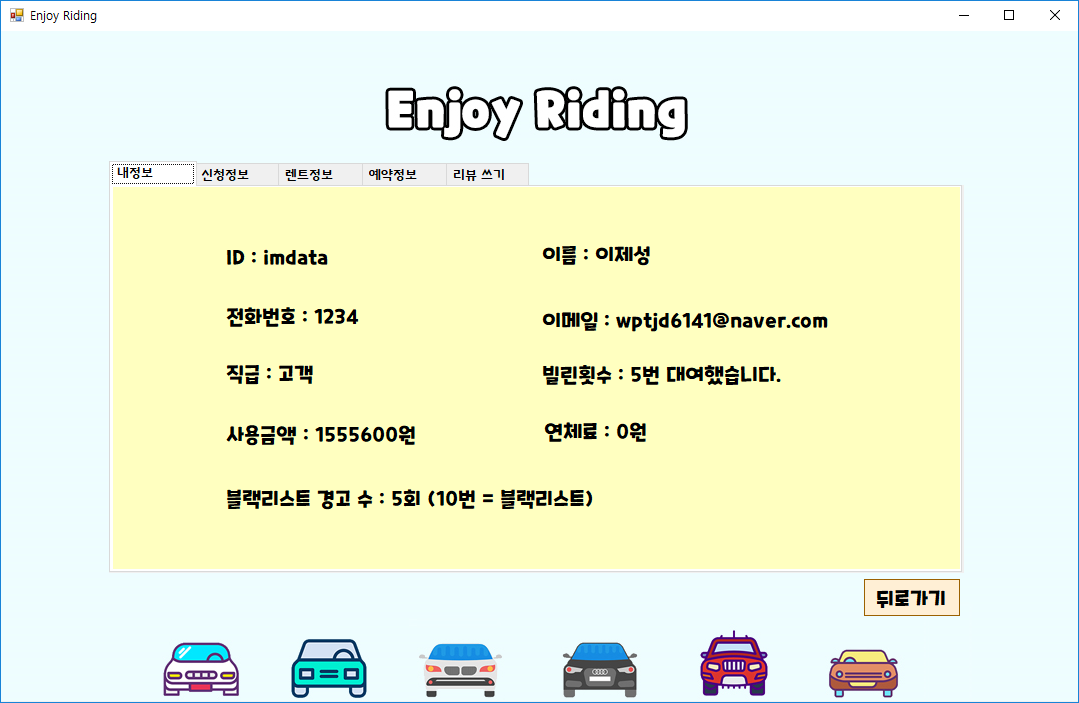 Enjoy Riding
Enjoy Riding
내정보 신청정보 렌트정보 예약정보 리뷰 쓰기
ID : imdata 이름 : 이제성
전화번호 : 1234 이메일 : wptjd6141@naver.com
직급 : 고객 빌린횟수 : 5번 대여했습니다.
사용금액 : 1555600원 연체료 : 0원
블랙리스트 경고 수 : 5회 (10번 = 블랙리스트)
뒤로가기